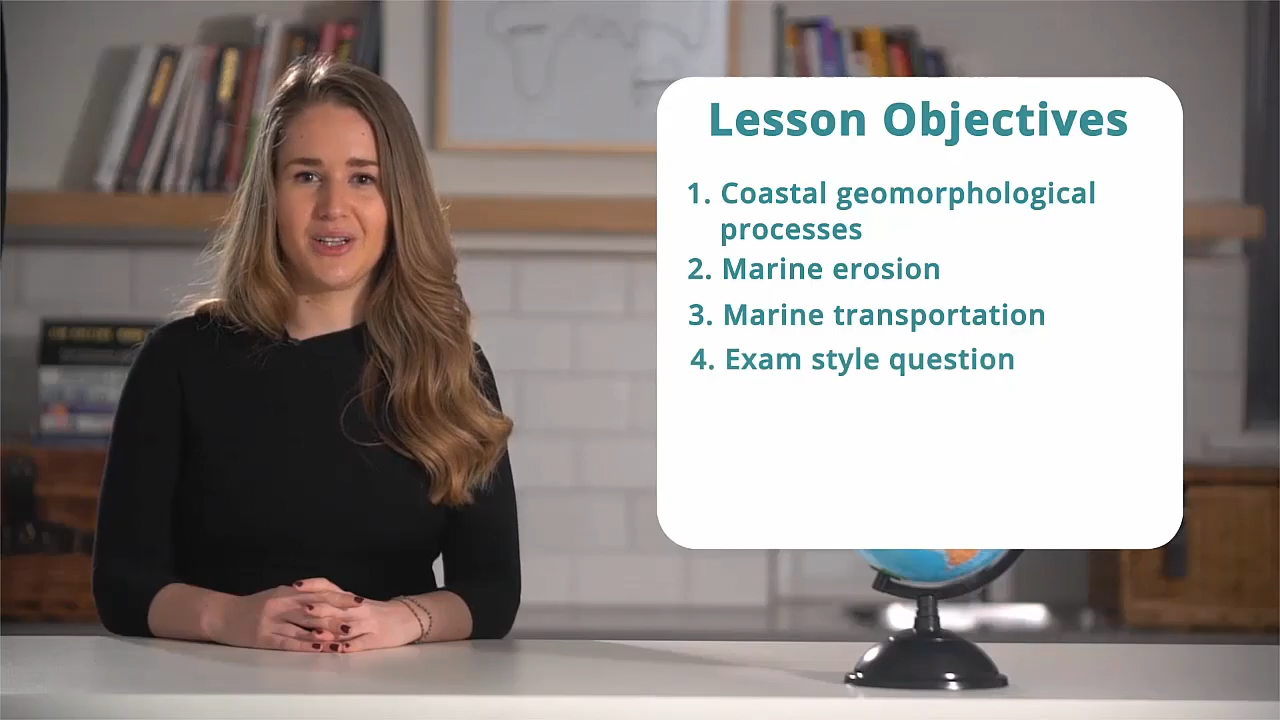 Lesson Objectives
1. Coastal geomorphological
processes
2. Marine erosion
3. Marine transportation
4. Exam style question